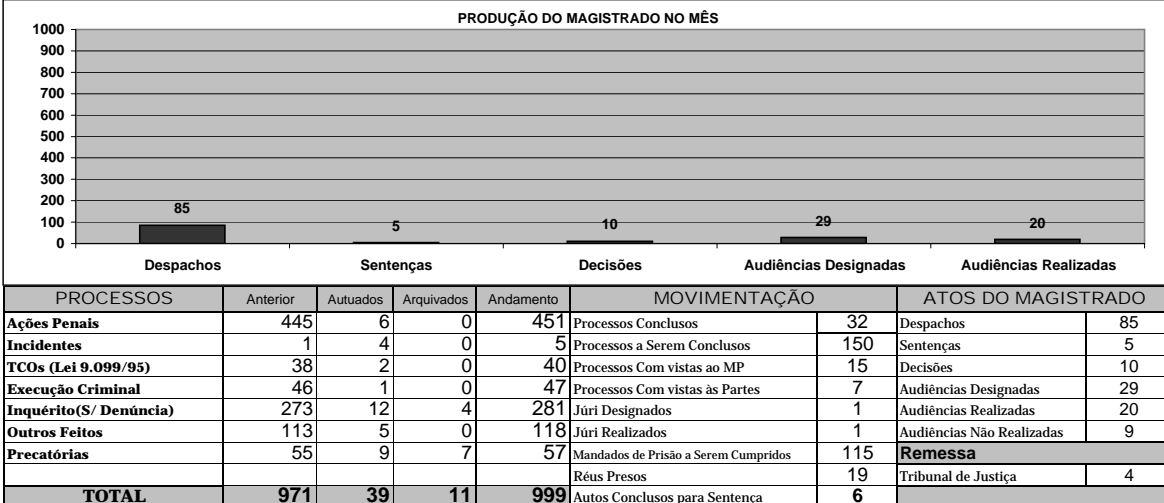 PRODUÇÃO DO MAGISTRADO NO MÊS
1000
900
800
700
600
500
400
300
200
100
0
85
5
10
29
20
Despachos Sentenças Decisões Audiências Designadas Audiências Realizadas
PROCESSOS Anterior Autuados Arquivados Andamento MOVIMENTAÇÃO ATOS DO MAGISTRADO
Ações Penais 445 6 0 451 Processos Conclusos 32 Despachos 85
Incidentes 1 4 0 5 Processos a Serem Conclusos 150 Sentenças 5
TCOs (Lei 9.099/95) 38 2 0 40 Processos Com vistas ao MP 15 Decisões 10
Execução Criminal 46 1 0 47 Processos Com vistas às Partes 7 Audiências Designadas 29
Inquérito(S/ Denúncia) 273 12 4 281 Júri Designados 1 Audiências Realizadas 20
Outros Feitos 113 5 0 118 Júri Realizados 1 Audiências Não Realizadas 9
Precatórias 55 9 7 57 Mandados de Prisão a Serem Cumpridos 115 Remessa
Réus Presos 19 Tribunal de Justiça 4
TOTAL 971 39 11 999 Autos Conclusos para Sentença 6